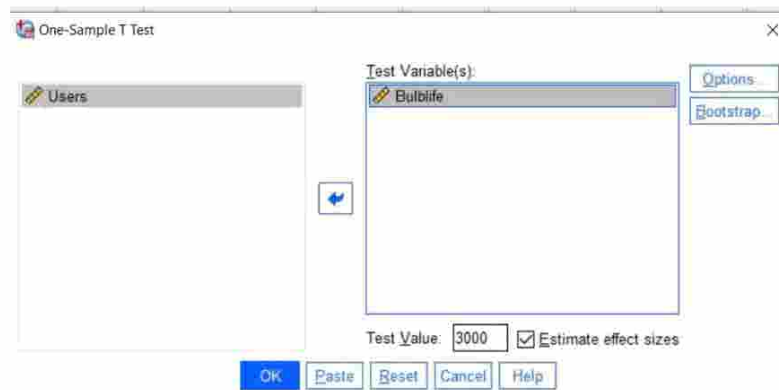 One-Sample T Test
Users
Test Variable(s):
Bulblife
Options...
Bootstrap...
Test Value: 3000 Estimate effect sizes
OK Paste Reset Cancel Help